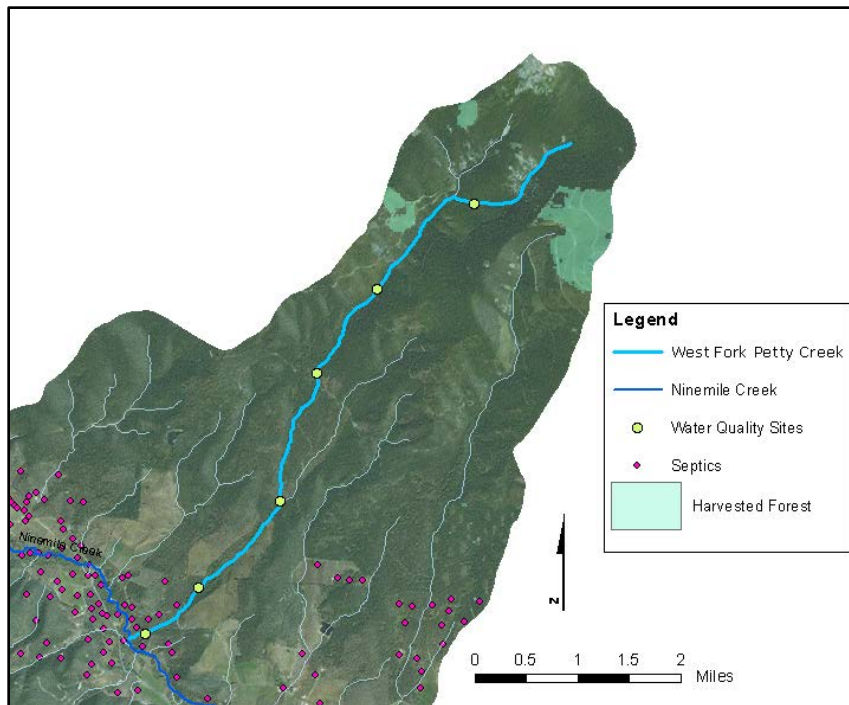 Legend
West Fork Petty Creek
Ninemile Creek
Water Quality Sites
Septics
Harvested Forest
Ninemile Creek
N
0 0.5 1 1.5 2
Miles